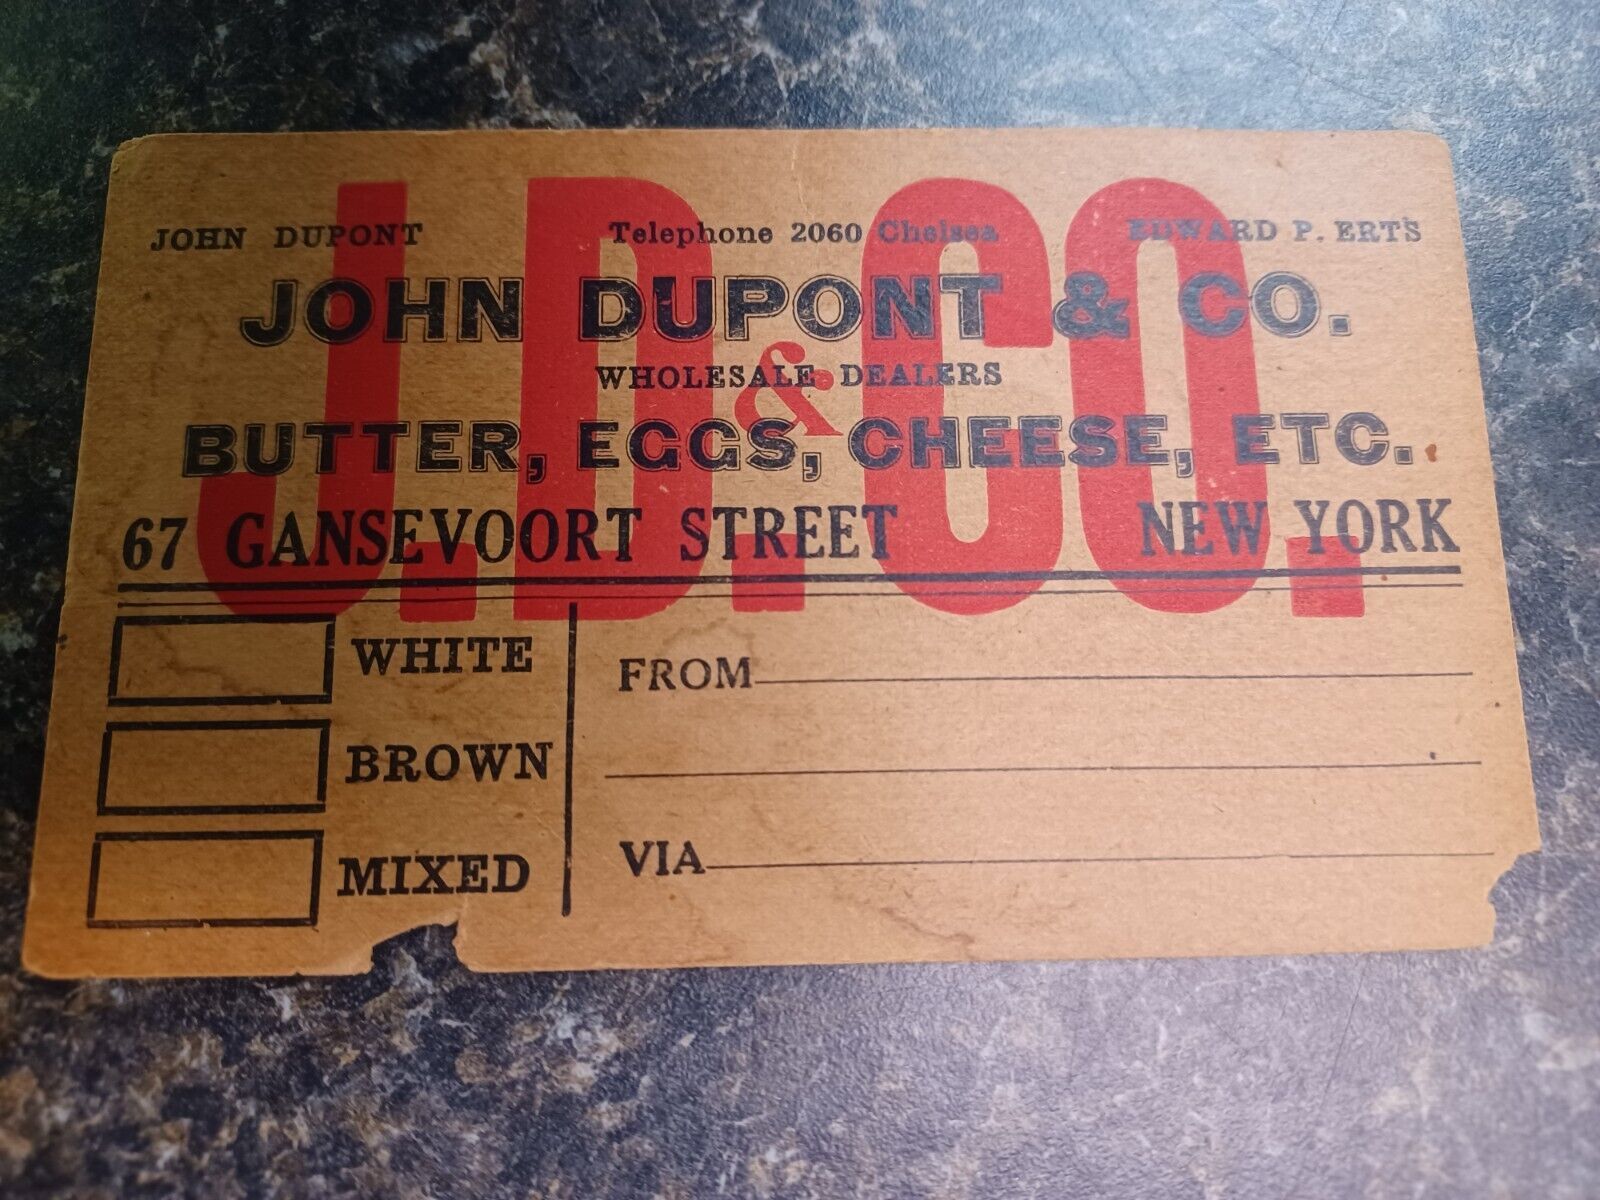 J.D. & CO.
JOHN DUPONT Telephone 2060 Chelsea EDWARD P. ERTS
JOHN DUPONT & CO.
WHOLESALE DEALERS
BUTTER, EGGS, CHEESE, ETC.
67 GANSEVOORT STREET NEW YORK
WHITE
BROWN
MIXED
FROM
VIA